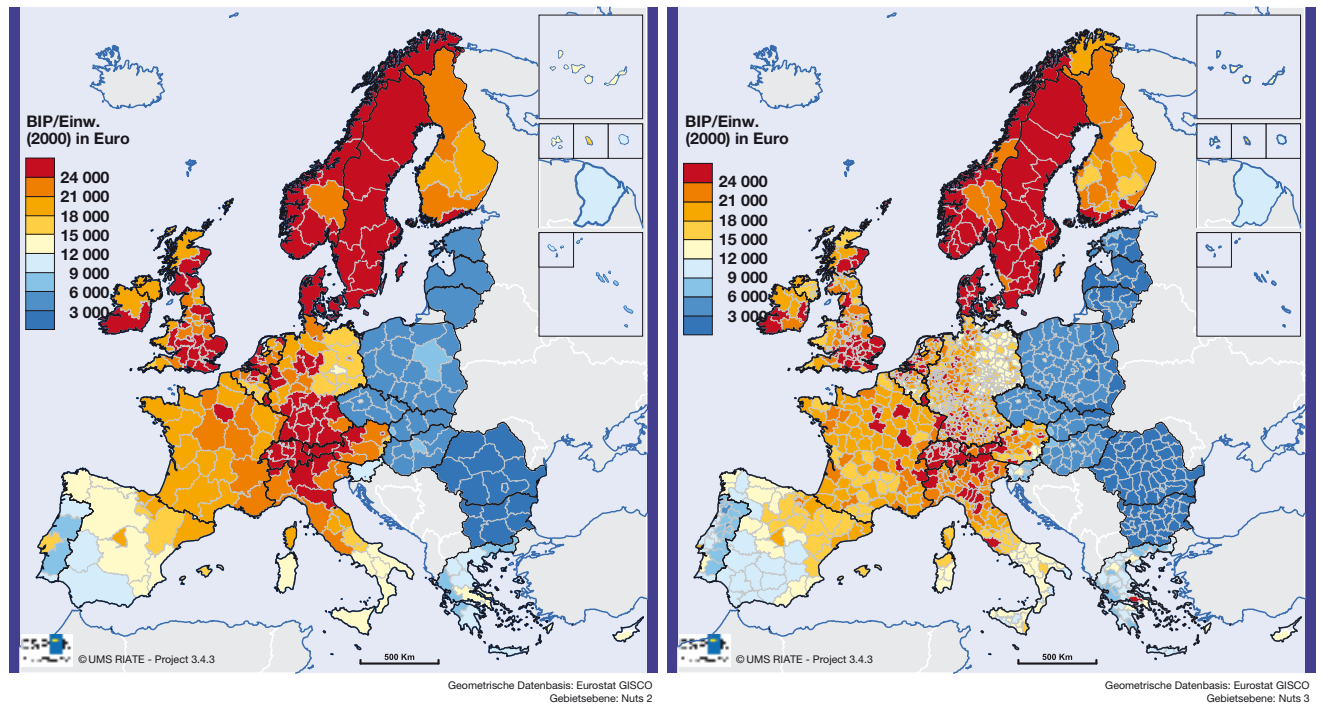 BIP/Einw.
(2000) in Euro
24 000
21 000
18 000
15 000
12 000
9 000
6 000
3 000
© UMS RIATE - Project 3.4.3
500 Km
Geometrische Datenbasis: Eurostat GISCO
Gebietsebene: Nuts 2
BIP/Einw.
(2000) in Euro
24 000
21 000
18 000
15 000
12 000
9 000
6 000
3 000
© UMS RIATE - Project 3.4.3
500 Km
Geometrische Datenbasis: Eurostat GISCO
Gebietsebene: Nuts 3